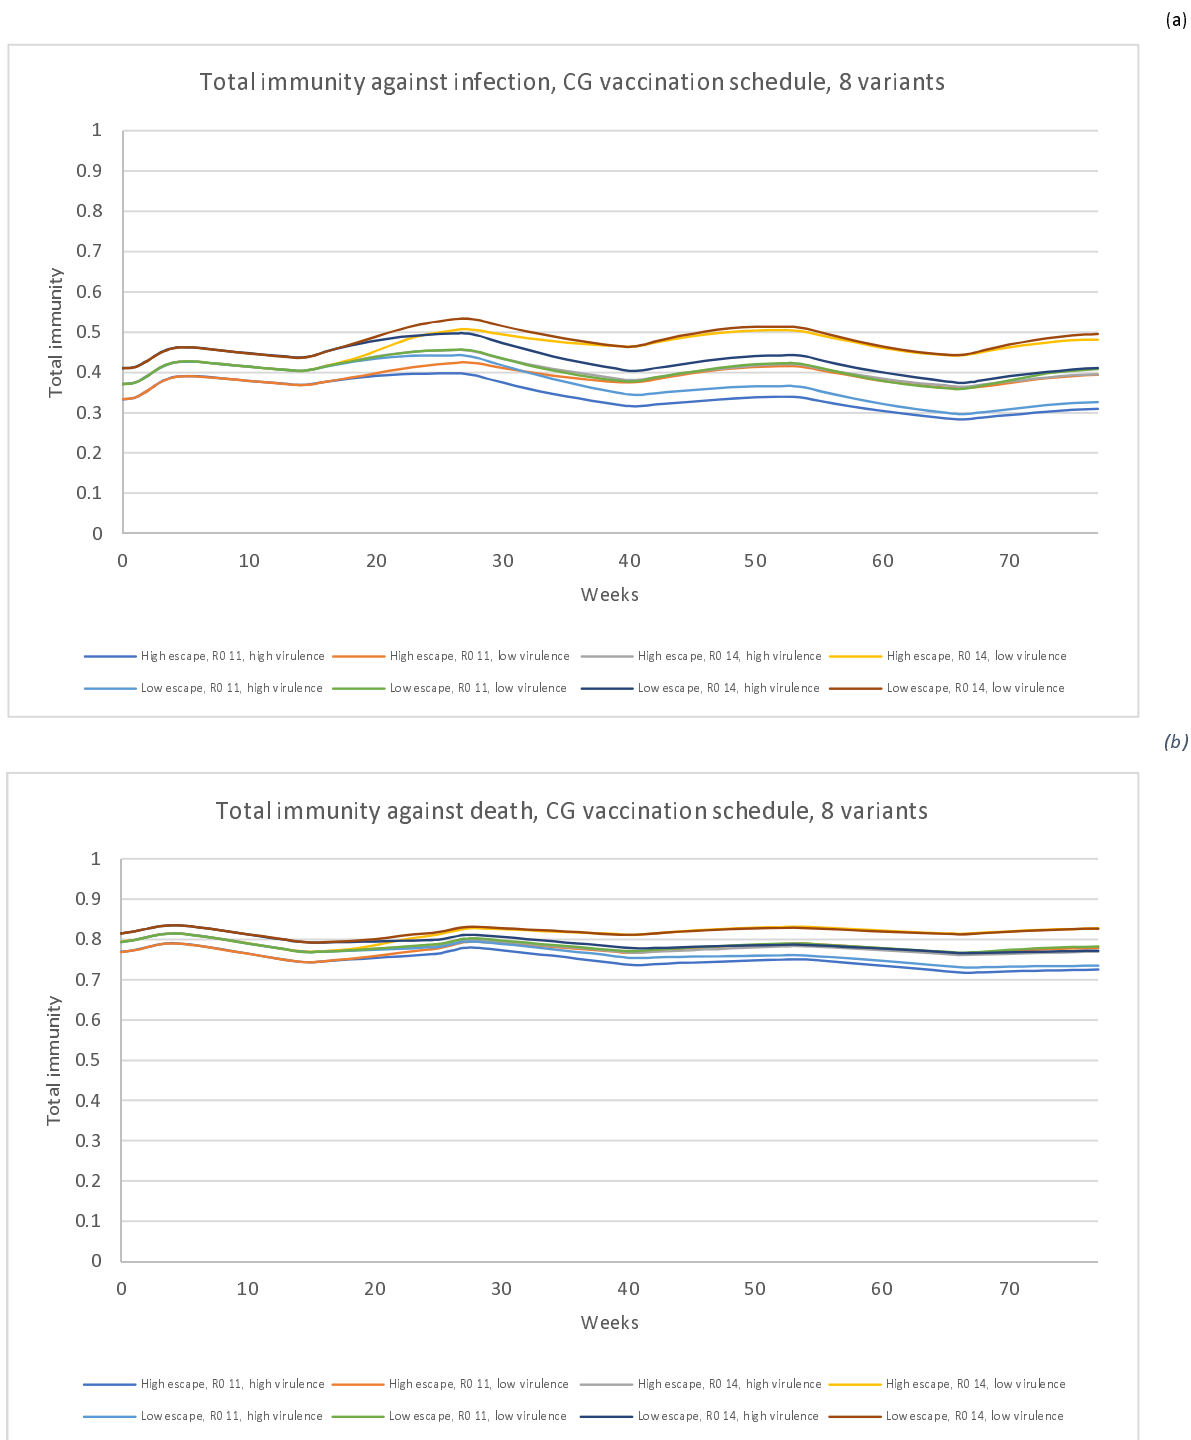 (a)
Total immunity against infection, CG vaccination schedule, 8 variants
1
0.9
0.8
0.7
0.6
0.5
0.4
0.3
0.2
0.1
0
Total immunity
0 10 20 30 40 50 60 70
Weeks
High escape, R0 11, high virulence High escape, R0 11, low virulence High escape, R0 14, high virulence High escape, R0 14, low virulence
Low escape, R0 11, high virulence Low escape, R0 11, low virulence Low escape, R0 14, high virulence Low escape, R0 14, low virulence
(b)
Total immunity against death, CG vaccination schedule, 8 variants
1
0.9
0.8
0.7
0.6
0.5
0.4
0.3
0.2
0.1
0
Total immunity
0 10 20 30 40 50 60 70
Weeks
High escape, R0 11, high virulence High escape, R0 11, low virulence High escape, R0 14, high virulence High escape, R0 14, low virulence
Low escape, R0 11, high virulence Low escape, R0 11, low virulence Low escape, R0 14, high virulence Low escape, R0 14, low virulence